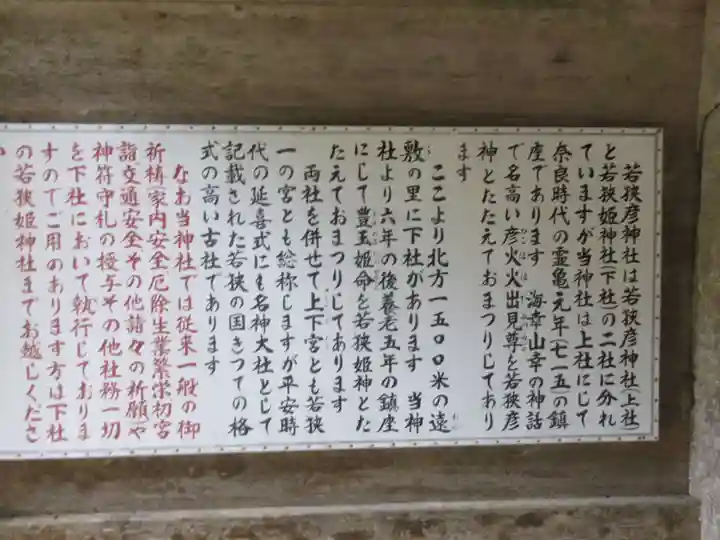 若狭彦神社は若狭彦神社(上社)
と若狭姫神社(下社)の二社に分れ
ていますが当神社は上社にして
奈良時代の霊亀元年(七一五)の鎮
座であります 海幸山幸の神話
で名高い彦火火出見尊を若狭彦
神とたたえておまつりしてあり
ます
ここより北方一五〇〇米の遠
敷の里に下社があります 当神
社より六年の後養老五年の鎮座
にして豊玉姫命を若狭姫神とた
たえておまつりしてあります
両社を併せて上下宮とも若狭
一の宮とも総称しますが平安時
代の延喜式にも名神大社として
記載された若狭の国きっての格
式の高い古社であります
なお当神社では従来一般の御
祈祷(家内安全厄除生業繁栄初宮
詣交通安全その他諸々の祈願)や
神符守札の授与その他社務一切
を下社において執行しておりま
すのでご用のあります方は下社
の若狭姫神社までお越しくださ